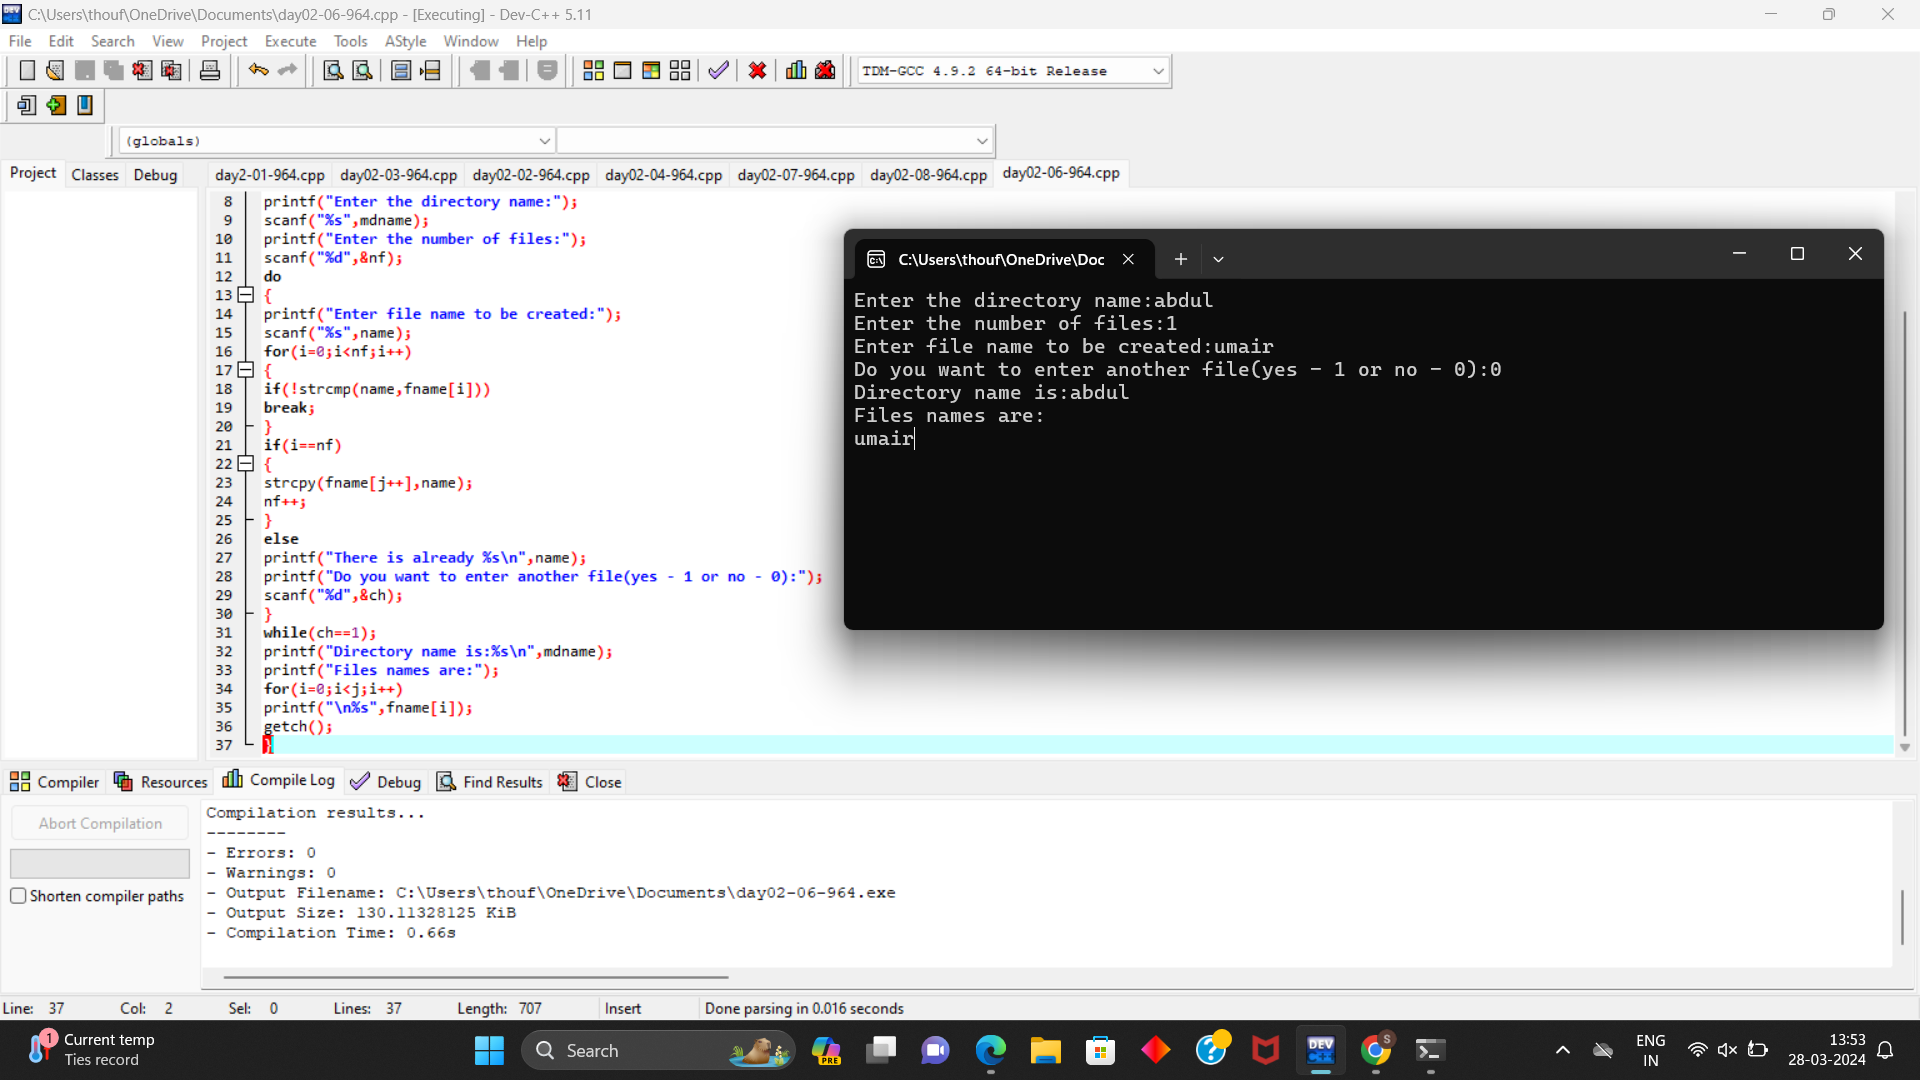 C:\Users\thouf\OneDrive\Documents\day02-06-964.cpp - [Executing] - Dev-C++ 5.11
File Edit Search View Project Execute Tools AStyle Window Help
TDM-GCC 4.9.2 64-bit Release
(globals)
Project Classes Debug
day2-01-964.cpp day02-03-964.cpp day02-02-964.cpp day02-04-964.cpp day02-07-964.cpp day02-08-964.cpp day02-06-964.cpp
8 printf("Enter the directory name:");
9 scanf("%s",mdname);
10 printf("Enter the number of files:");
11 scanf("%d",&nf);
12 do
13 {
14 printf("Enter file name to be created:");
15 scanf("%s",name);
16 for(i=0;i<nf;i++)
17 {
18 if(!strcmp(name,fname[i]))
19 break;
20 }
21 if(i==nf)
22 {
23 strcpy(fname[j++],name);
24 nf++;
25 }
26 else
27 printf("There is already %s\n",name);
28 printf("Do you want to enter another file(yes - 1 or no - 0):");
29 scanf("%d",&ch);
30 }
31 while(ch==1);
32 printf("Directory name is:%s\n",mdname);
33 printf("Files names are:");
34 for(i=0;i<j;i++)
35 printf("\n%s",fname[i]);
36 getch();
37 }
C:\Users\thouf\OneDrive\Doc
Enter the directory name:abdul
Enter the number of files:1
Enter file name to be created:umair
Do you want to enter another file(yes - 1 or no - 0):0
Directory name is:abdul
Files names are:
umair
Compiler Resources Compile Log Debug Find Results Close
Abort Compilation
Shorten compiler paths
Compilation results...
--------
- Errors: 0
- Warnings: 0
- Output Filename: C:\Users\thouf\OneDrive\Documents\day02-06-964.exe
- Output Size: 130.11328125 KiB
- Compilation Time: 0.66s
Line: 37 Col: 2 Sel: 0 Lines: 37 Length: 707 Insert Done parsing in 0.016 seconds
1
Current temp
Ties record
Search
PRE
DEV
C++
S
ENG
IN
13:53
28-03-2024